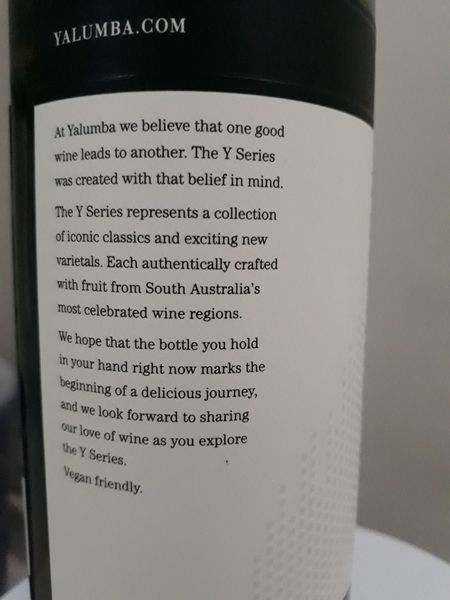 YALUMBA.COM
At Yalumba we believe that one good
wine leads to another. The Y Series
was created with that belief in mind.
The Y Series represents a collection
of iconic classics and exciting new
varietals. Each authentically crafted
with fruit from South Australia's
most celebrated wine regions.
We hope that the bottle you hold
in your hand right now marks the
beginning of a delicious journey,
and we look forward to sharing
our love of wine as you explore
the Y Series.
Vegan friendly.